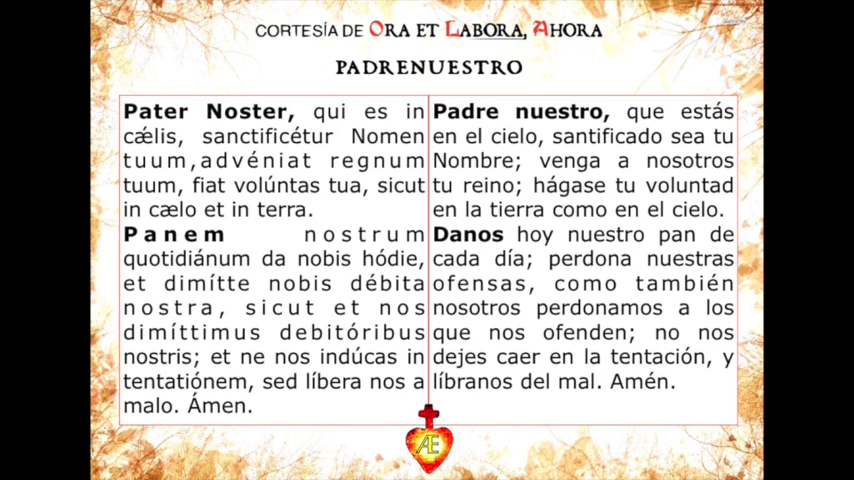 CORTESÍA DE ORA ET LABORA, AHORA
PADRENUESTRO
Pater Noster, qui es in
cǽlis, sanctificétur Nomen
tuum,advéniat regnum
tuum, fiat volúntas tua, sicut
in cælo et in terra.
Panem nostrum
quotidiánum da nobis hódie,
et dimítte nobis débita
nostra, sicut et nos
dimíttimus debitóribus
nostris; et ne nos indúcas in
tentatiónem, sed líbera nos a
malo. Ámen.
Padre nuestro, que estás
en el cielo, santificado sea tu
Nombre; venga a nosotros
tu reino; hágase tu voluntad
en la tierra como en el cielo.
Danos hoy nuestro pan de
cada día; perdona nuestras
ofensas, como también
nosotros perdonamos a los
que nos ofenden; no nos
dejes caer en la tentación, y
líbranos del mal. Amén.
Æ